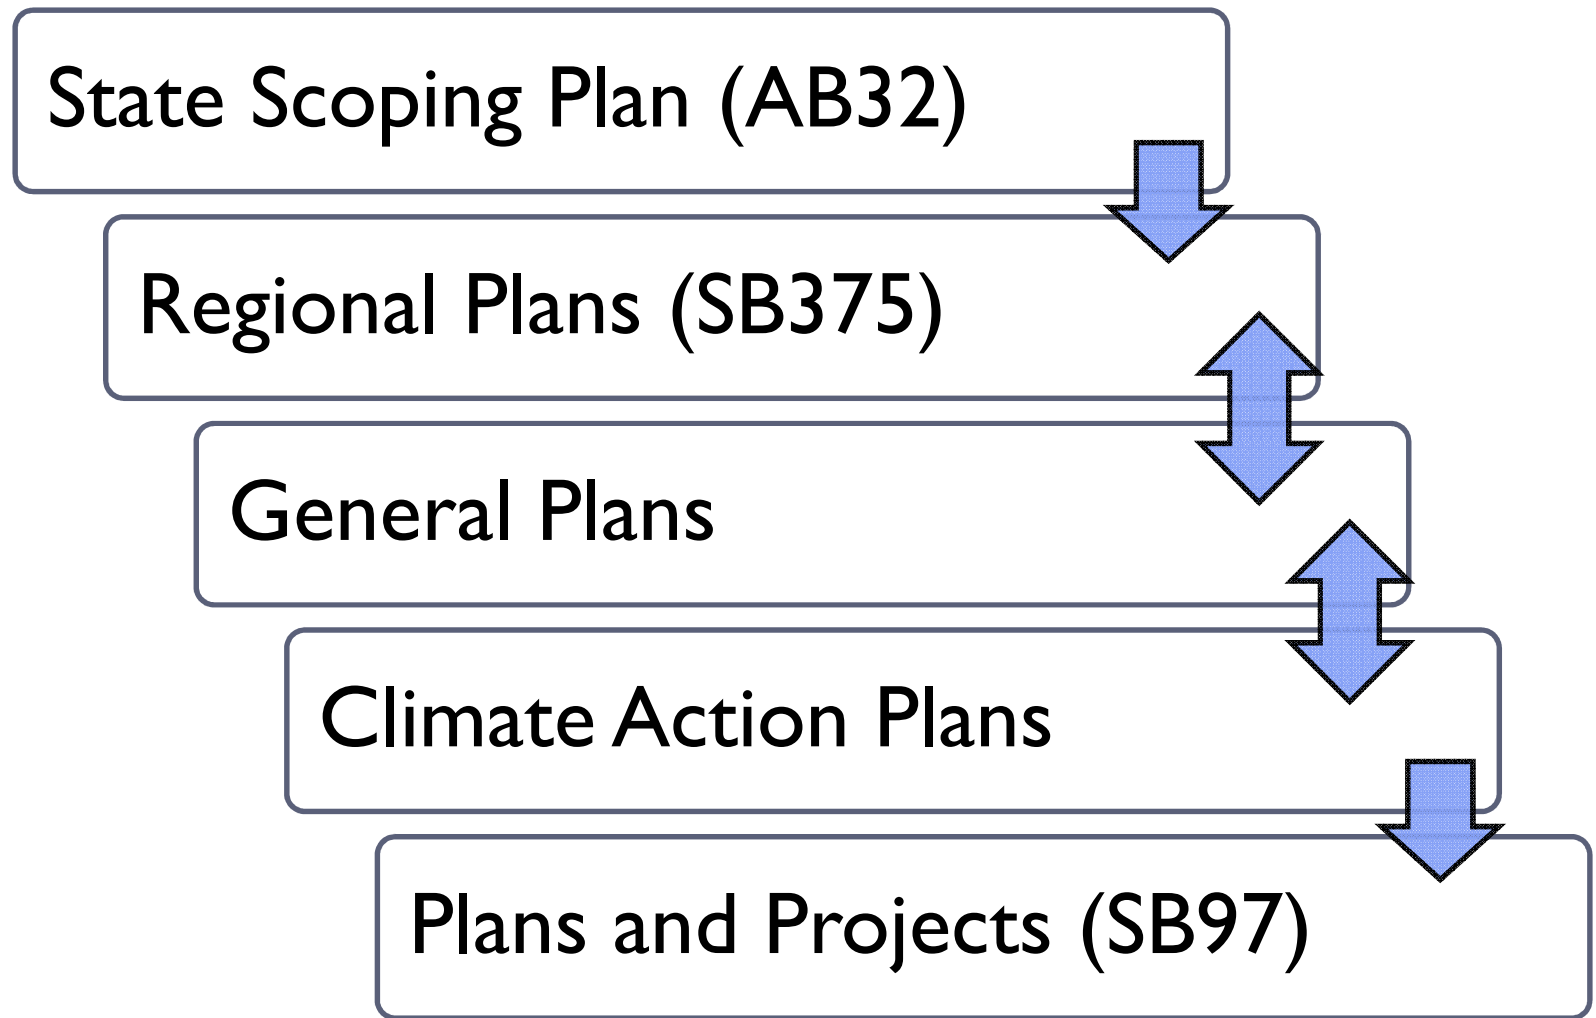 State Scoping Plan (AB32)
Regional Plans (SB375)
General Plans
Climate Action Plans
Plans and Projects (SB97)